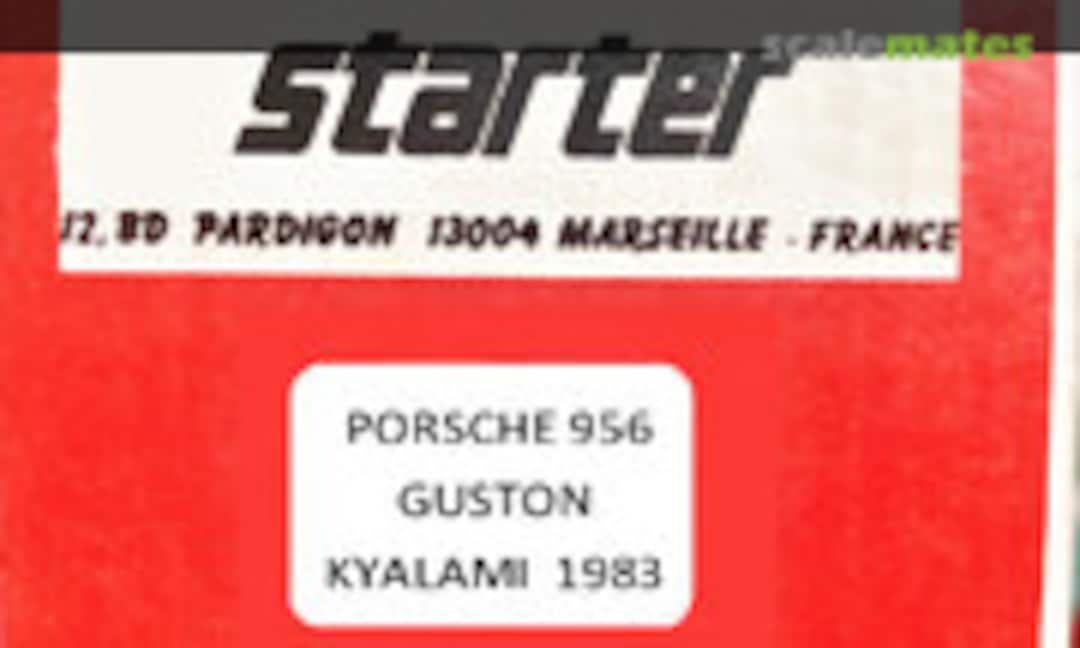 scalemates
starter
12, BD PARDIGON 13004 MARSEILLE - FRANCE
PORSCHE 956
GUSTON
KYALAMI 1983